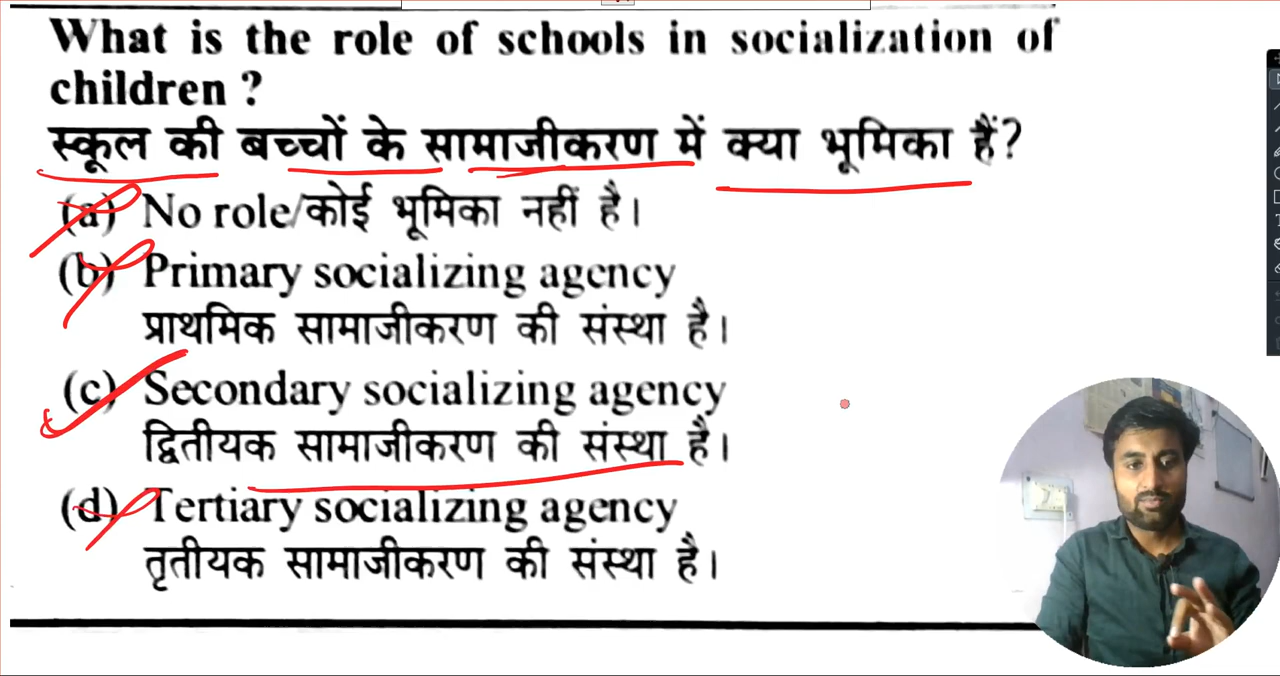 What is the role of schools in socialization of
children ?
स्कूल की बच्चों के सामाजीकरण में क्या भूमिका हैं?
(a) No role/कोई भूमिका नहीं है।
(b) Primary socializing agency
प्राथमिक सामाजीकरण की संस्था है।
(c) Secondary socializing agency
द्वितीयक सामाजीकरण की संस्था है।
(d) Tertiary socializing agency
तृतीयक सामाजीकरण की संस्था है।